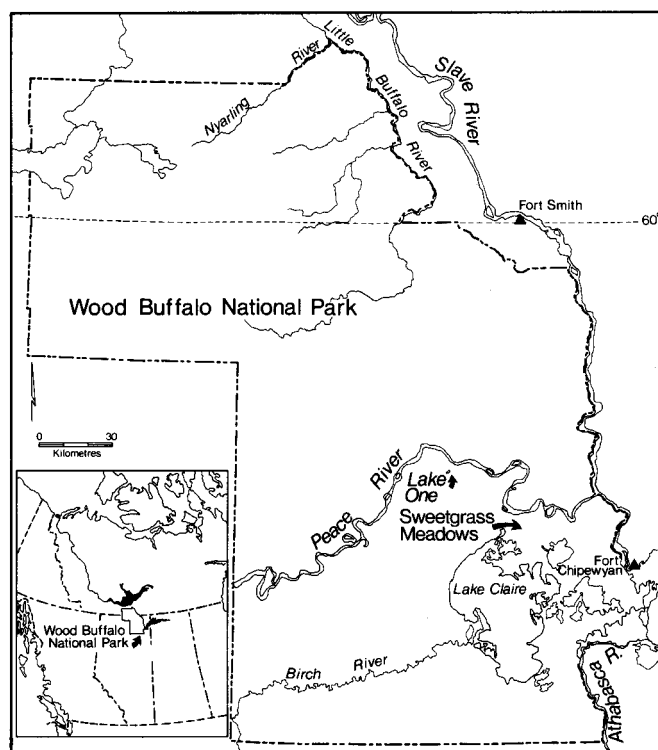 Little
River
Nyarling
Buffalo
River
Slave
River
Fort Smith
60°
Wood Buffalo National Park
0 30
Kilometres
Peace River
Lake
One
Sweetgrass
Meadows
Fort
Chipewyan
Lake Claire
Birch River
Athabasca R.
Wood Buffalo
National Park